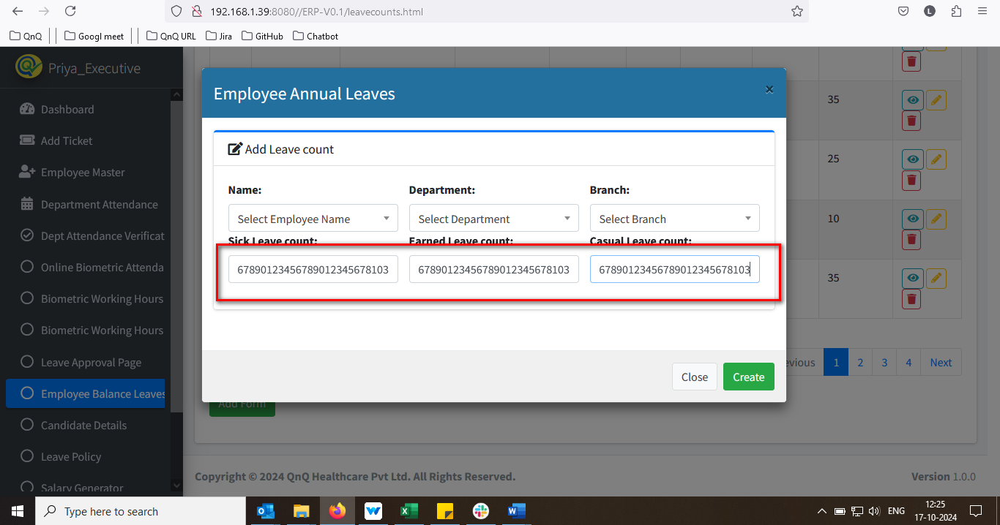 192.168.1.39:8080//ERP-V0.1/leavecounts.html
L
QnQ
Googl meet
QnQ URL
Jira
GitHub
Chatbot
Priya_Executive
Dashboard
Add Ticket
Employee Master
Department Attendance
Dept Attendance Verificat
Online Biometric Attenda
Biometric Working Hours
Biometric Working Hours
Leave Approval Page
Employee Balance Leaves
Candidate Details
Leave Policy
Salary Generator
Employee Annual Leaves
×
Add Leave count
Name: Department: Branch:
Select Employee Name Select Department Select Branch
Sick Leave count: Earned Leave count: Casual Leave count:
67890123456789012345678103 67890123456789012345678103 67890123456789012345678103
Close Create
35
25
10
35
evious 1 2 3 4 Next
Add Form
Copyright © 2024 QnQ Healthcare Pvt Ltd. All Rights Reserved.
Version 1.0.0
Type here to search
ENG
12:25
17-10-2024